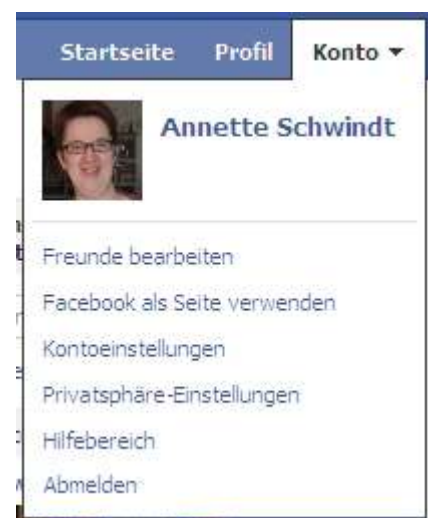 Startseite Profil Konto
Annette Schwindt
Freunde bearbeiten
Facebook als Seite verwenden
Kontoeinstellungen
Privatsphäre-Einstellungen
Hilfebereich
Abmelden